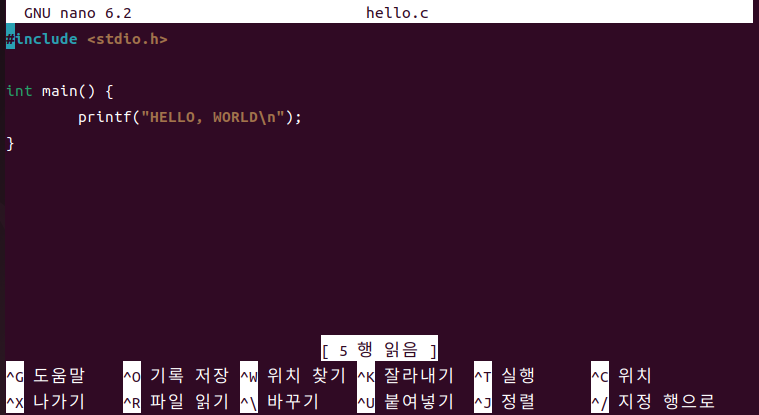 GNU nano 6.2 hello.c
#include <stdio.h>
int main() {
printf("HELLO, WORLD\n");
}
[ 5 행 읽음 ]
^G 도움말 ^O 기록 저장 ^W 위치 찾기 ^K 잘라내기 ^T 실행 ^C 위치
^X 나가기 ^R 파일 읽기 ^\ 바꾸기 ^U 붙여넣기 ^J 정렬 ^/ 지정 행으로